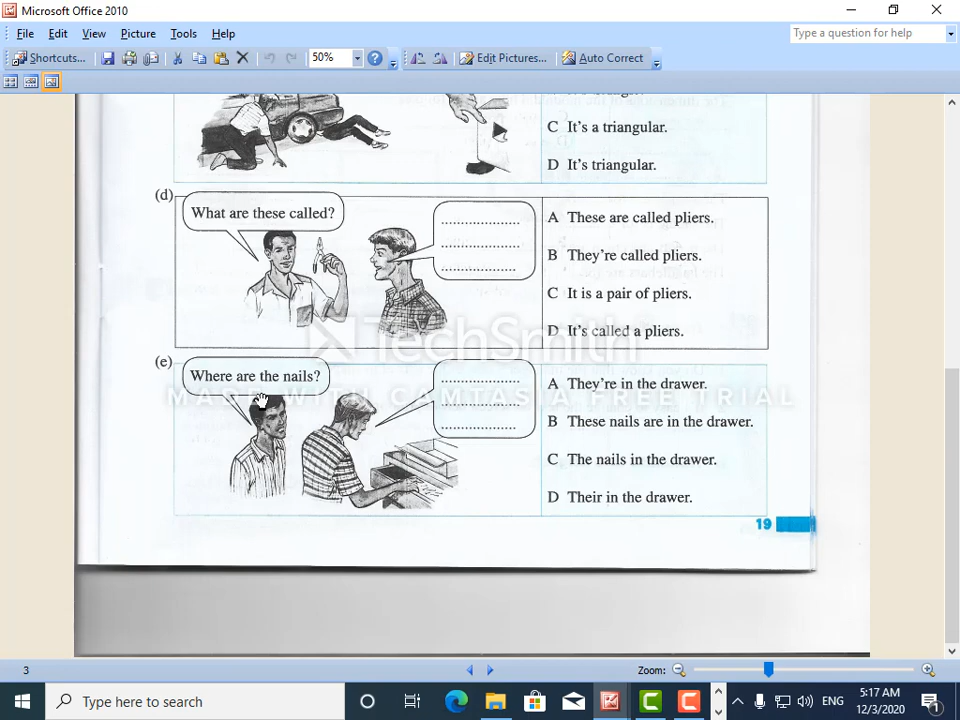 Microsoft Office 2010
File Edit View Picture Tools Help
Type a question for help
Shortcuts...
50%
Edit Pictures...
Auto Correct
C It's a triangular.
D It's triangular.
(d)
What are these called?
A These are called pliers.
B They're called pliers.
C It is a pair of pliers.
D It's called a pliers.
TechSmith
MADE WITH CAMTASIA FREE TRIAL
(e)
Where are the nails?
A They're in the drawer.
B These nails are in the drawer.
C The nails in the drawer.
D Their in the drawer.
19
3
Zoom:
Type here to search
ENG
5:17 AM
12/3/2020
1